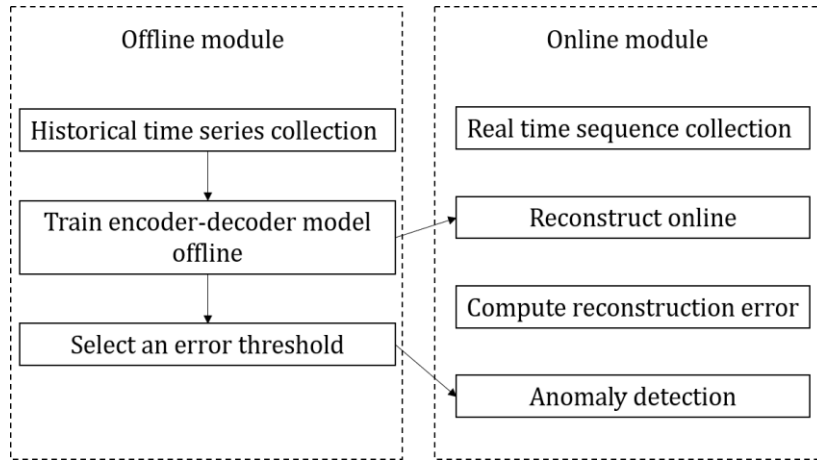 Offline module
Historical time series collection
Train encoder-decoder model
offline
Select an error threshold
Online module
Real time sequence collection
Reconstruct online
Compute reconstruction error
Anomaly detection